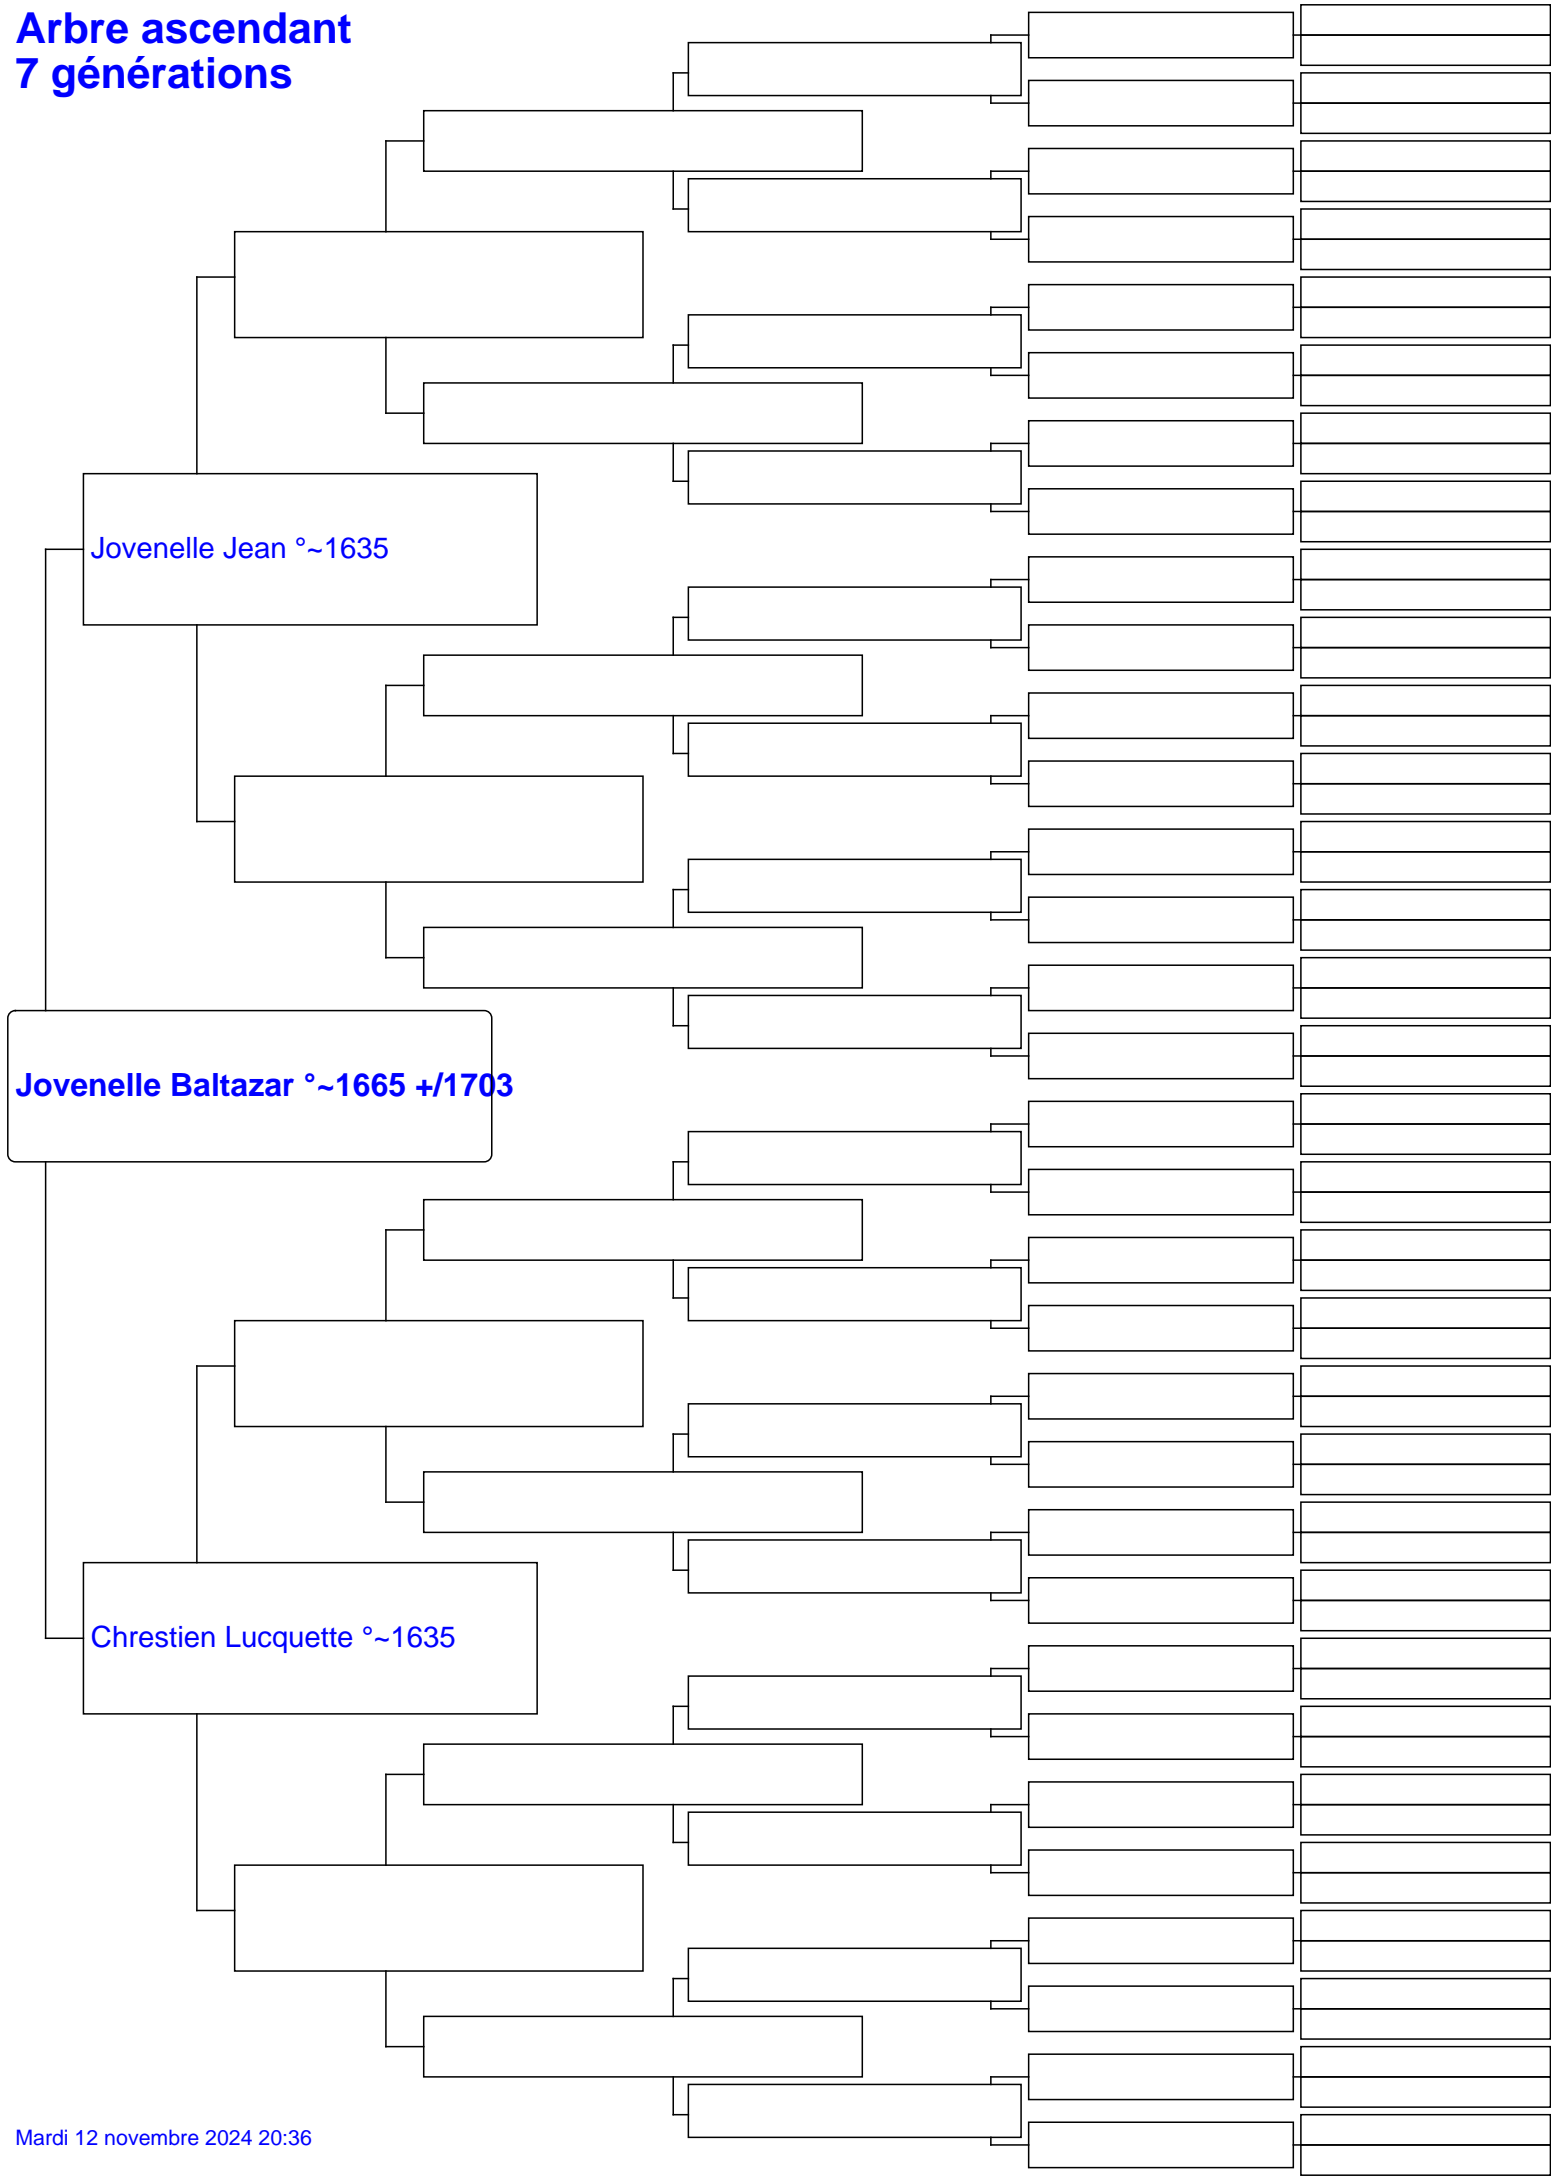 Arbre ascendant
7 générations
Jovenelle Jean °~1635
Jovenelle Baltazar °~1665 +/1703
Chrestien Lucquette °~1635
Mardi 12 novembre 2024 20:36